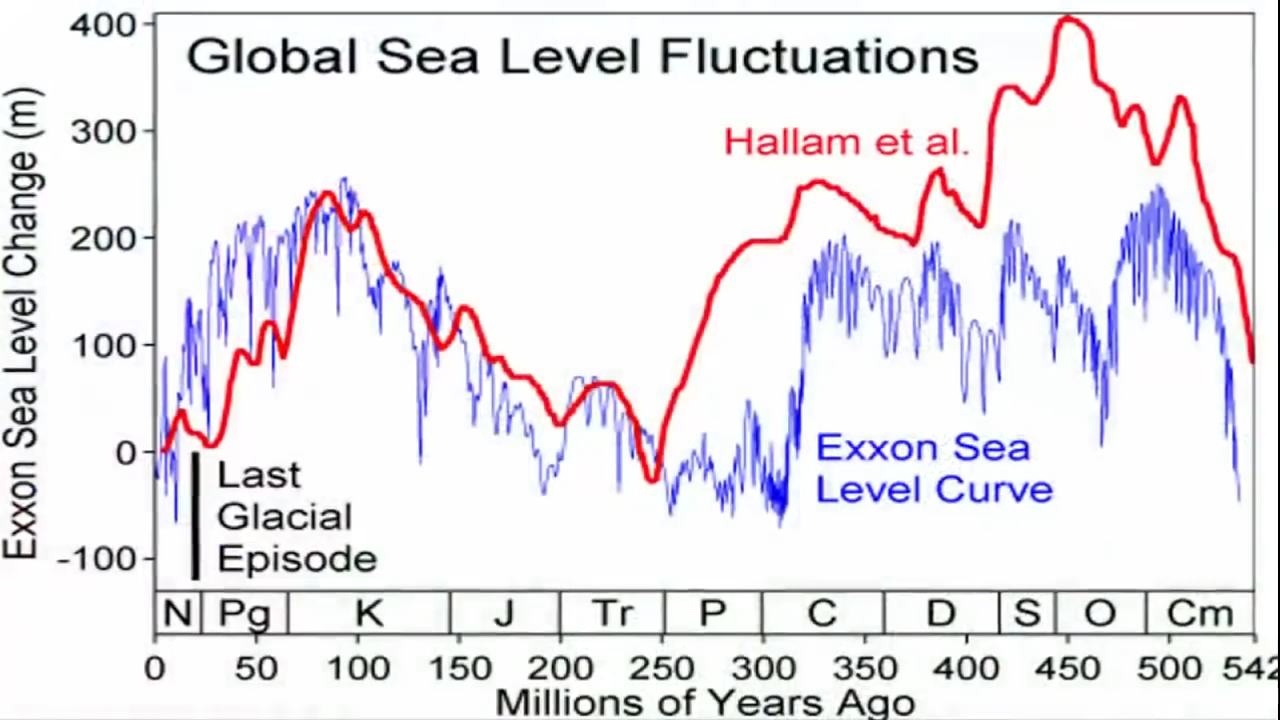 Global Sea Level Fluctuations
Exxon Sea Level Change (m)
400
300
200
100
0
-100
Hallam et al.
Exxon Sea
Level Curve
Last
Glacial
Episode
N Pg K J Tr P C D S O Cm
0 50 100 150 200 250 300 350 400 450 500 542
Millions of Years Ago